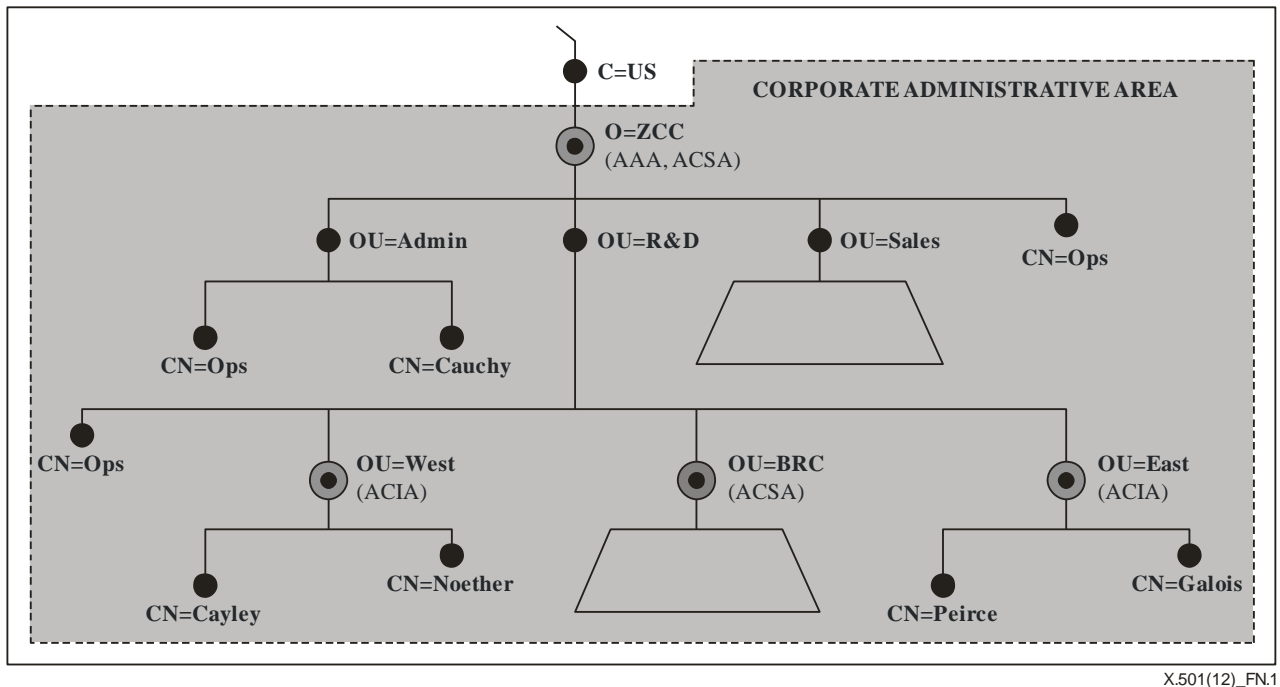 C=US
CORPORATE ADMINISTRATIVE AREA
O=ZCC
(AAA, ACSA)
OU=Admin
OU=R&D
OU=Sales
CN=Ops
CN=Ops
CN=Cauchy
CN=Ops
OU=West
(ACIA)
OU=BRC
(ACSA)
OU=East
(ACIA)
CN=Cayley
CN=Noether
CN=Peirce
CN=Galois
X.501(12)_FN.1